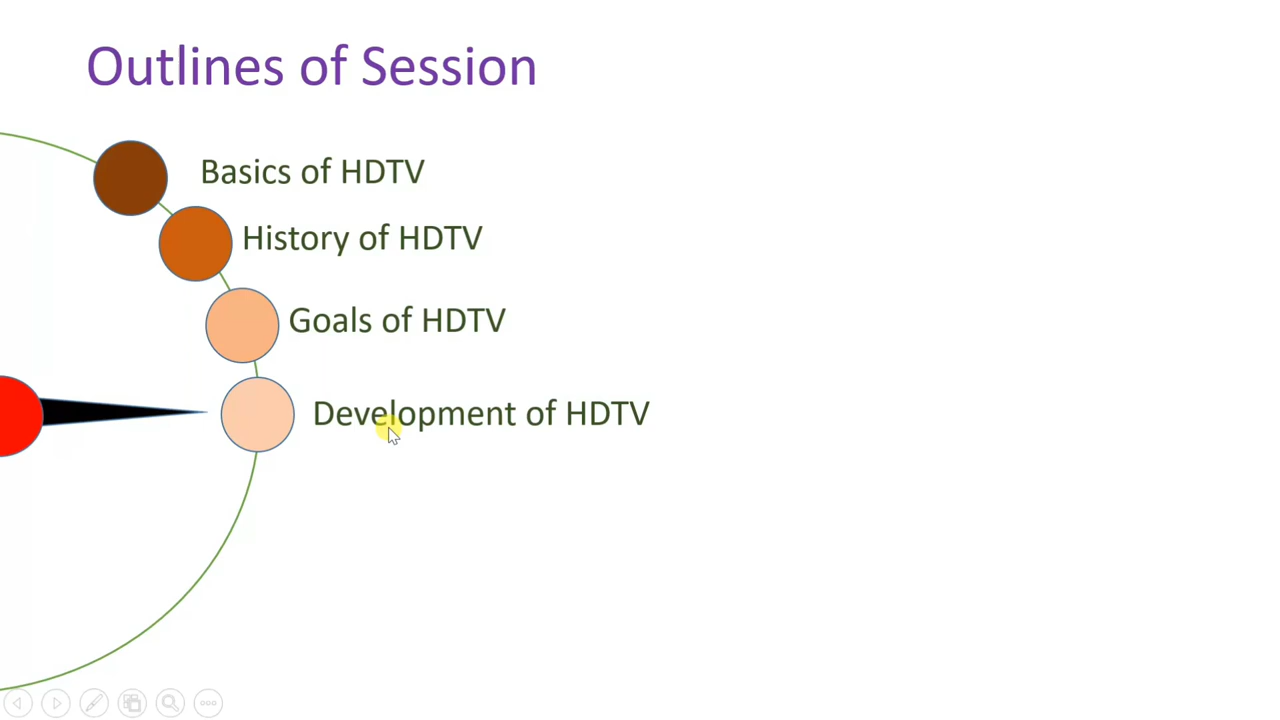 Outlines of Session
Basics of HDTV
History of HDTV
Goals of HDTV
Development of HDTV